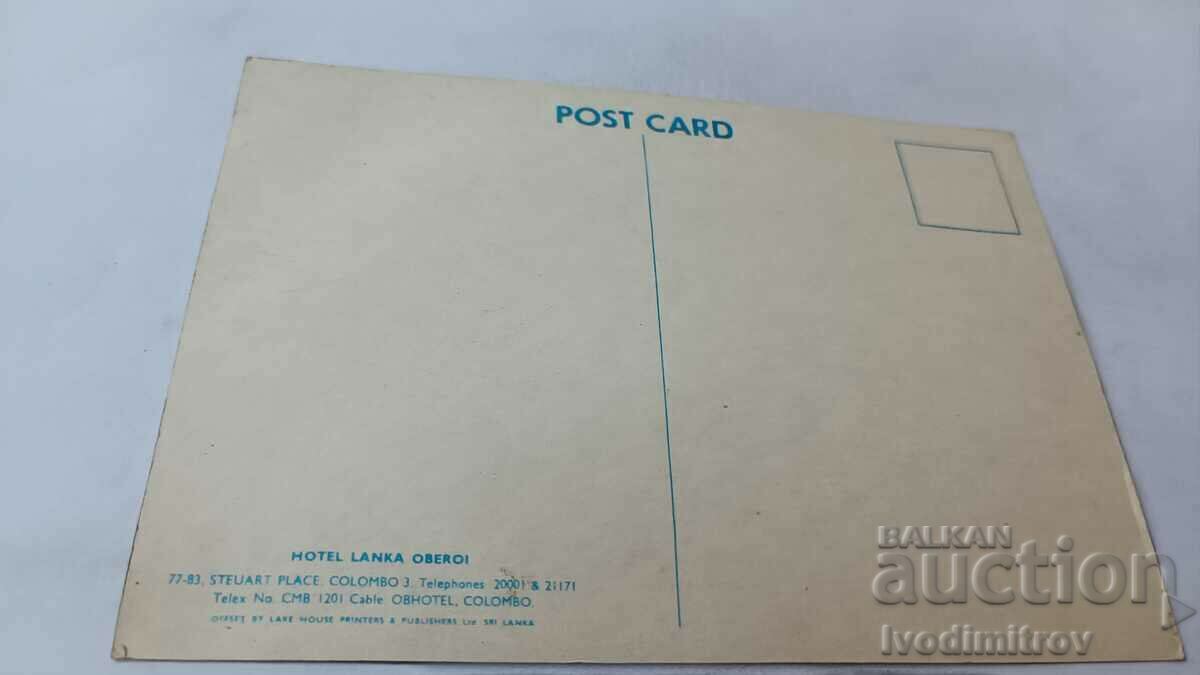 POST CARD
HOTEL LANKA OBEROI
77-83, STEUART PLACE, COLOMBO 3. Telephones 20001 & 21171
Telex No. CMB 1201 Cable OBHOTEL, COLOMBO.
OFFSET BY LAKE HOUSE PRINTERS & PUBLISHERS Ltd SRI LANKA
BALKAN
auction
Ivodimitrov